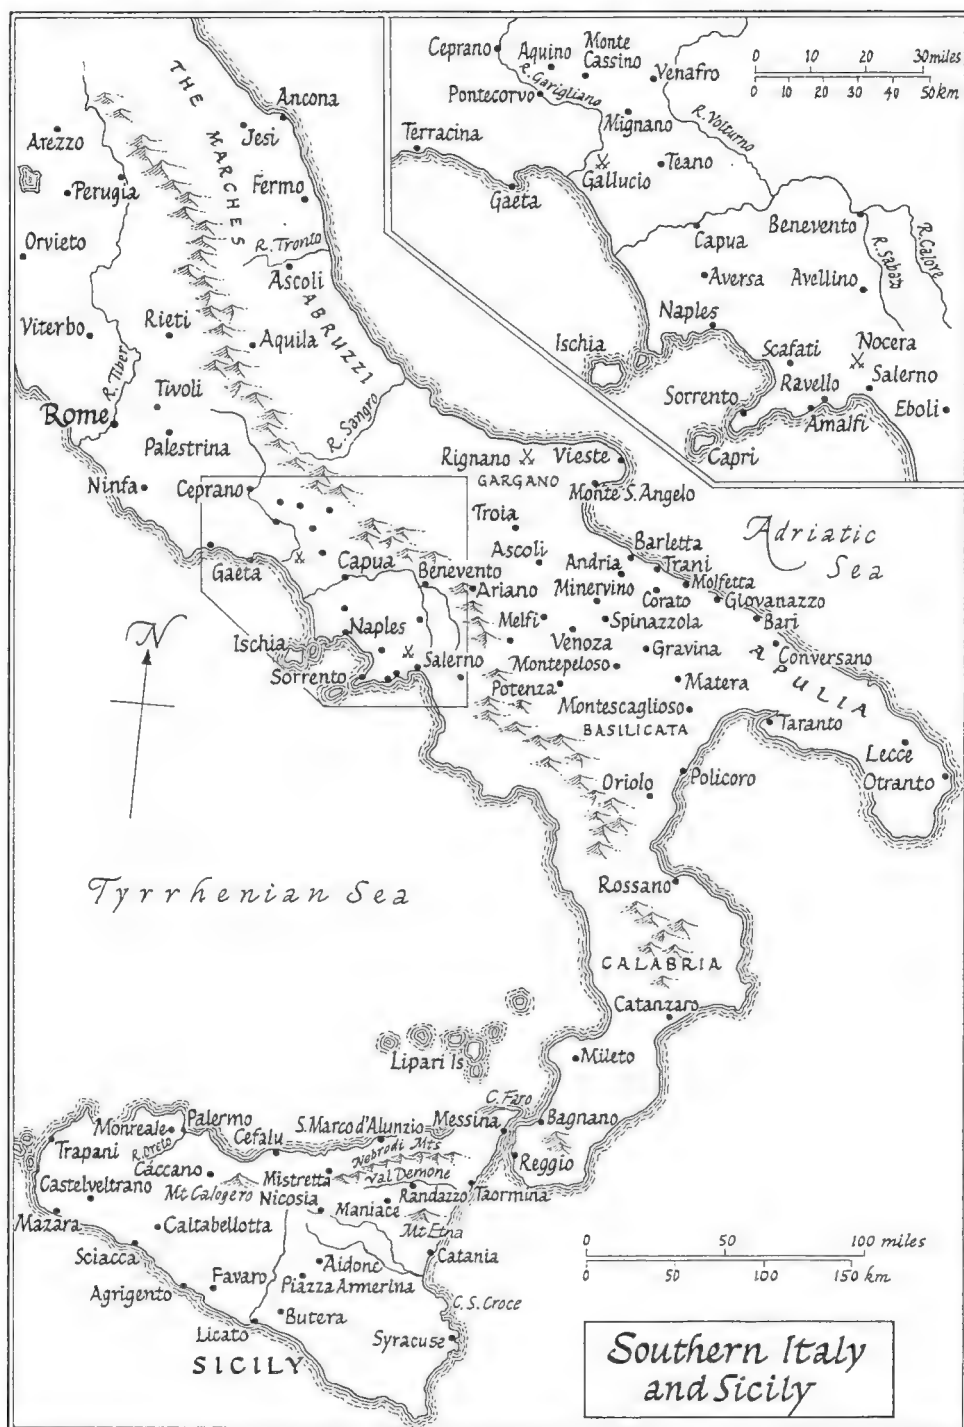 THE MARCHES
Ancona
Jesi
Arezzo
Perugia
Fermo
Orvieto
R. Tronto
Ascoli
ABRUZZI
Viterbo
Rieti
Aquila
R. Tiber
Tivoli
R. Sangro
Rome
Palestrina
Ninfa
Ceprano
Gaeta
Capua
Benevento
Ischia
Naples
Sorrento
Salerno
Ceprano
Aquino
Monte
Cassino
Venafro
R. Garigliano
Pontecorvo
Mignano
R. Volturno
Terracina
Teano
Gallucio
Gaeta
Capua
Benevento
R. Sabato
R. Calore
Aversa
Avellino
Naples
Ischia
Scafati
Nocera
Ravello
Salerno
Sorrento
Amalfi
Eboli
Capri
0 10 20 30 miles
0 10 20 30 40 50 km
Rignano
Vieste
GARGANO
Monte S. Angelo
Troia
Adriatic
Sea
Ascoli
Barletta
Andria
Trani
Ariano
Minervino
Molfetta
Corato
Giovanazzo
Melfi
Spinazzola
Bari
Venoza
Gravina
Conversano
Montepeloso
APULIA
Potenza
Matera
Montescaglioso
BASILICATA
Taranto
Lecce
Otranto
Oriolo
Policoro
N
Tyrrhenian Sea
Rossano
CALABRIA
Catanzaro
Lipari Is
Mileto
C. Faro
Messina
Bagnano
Reggio
Monreale
Palermo
S. Marco d'Alunzio
Trapani
R. Oreto
Cefalu
Nebrodi Mts
Cáccano
Mistretta
Val Demone
Castelveltrano
Mt Calogero
Nicosia
Randazzo
Taormina
Maniace
Mazara
Caltabellotta
Mt Etna
Sciacca
Aidone
Catania
Favaro
Piazza Armerina
Agrigento
C. S. Croce
Butera
Licato
Syracuse
SICILY
0 50 100 miles
0 50 100 150 km
Southern Italy
and Sicily